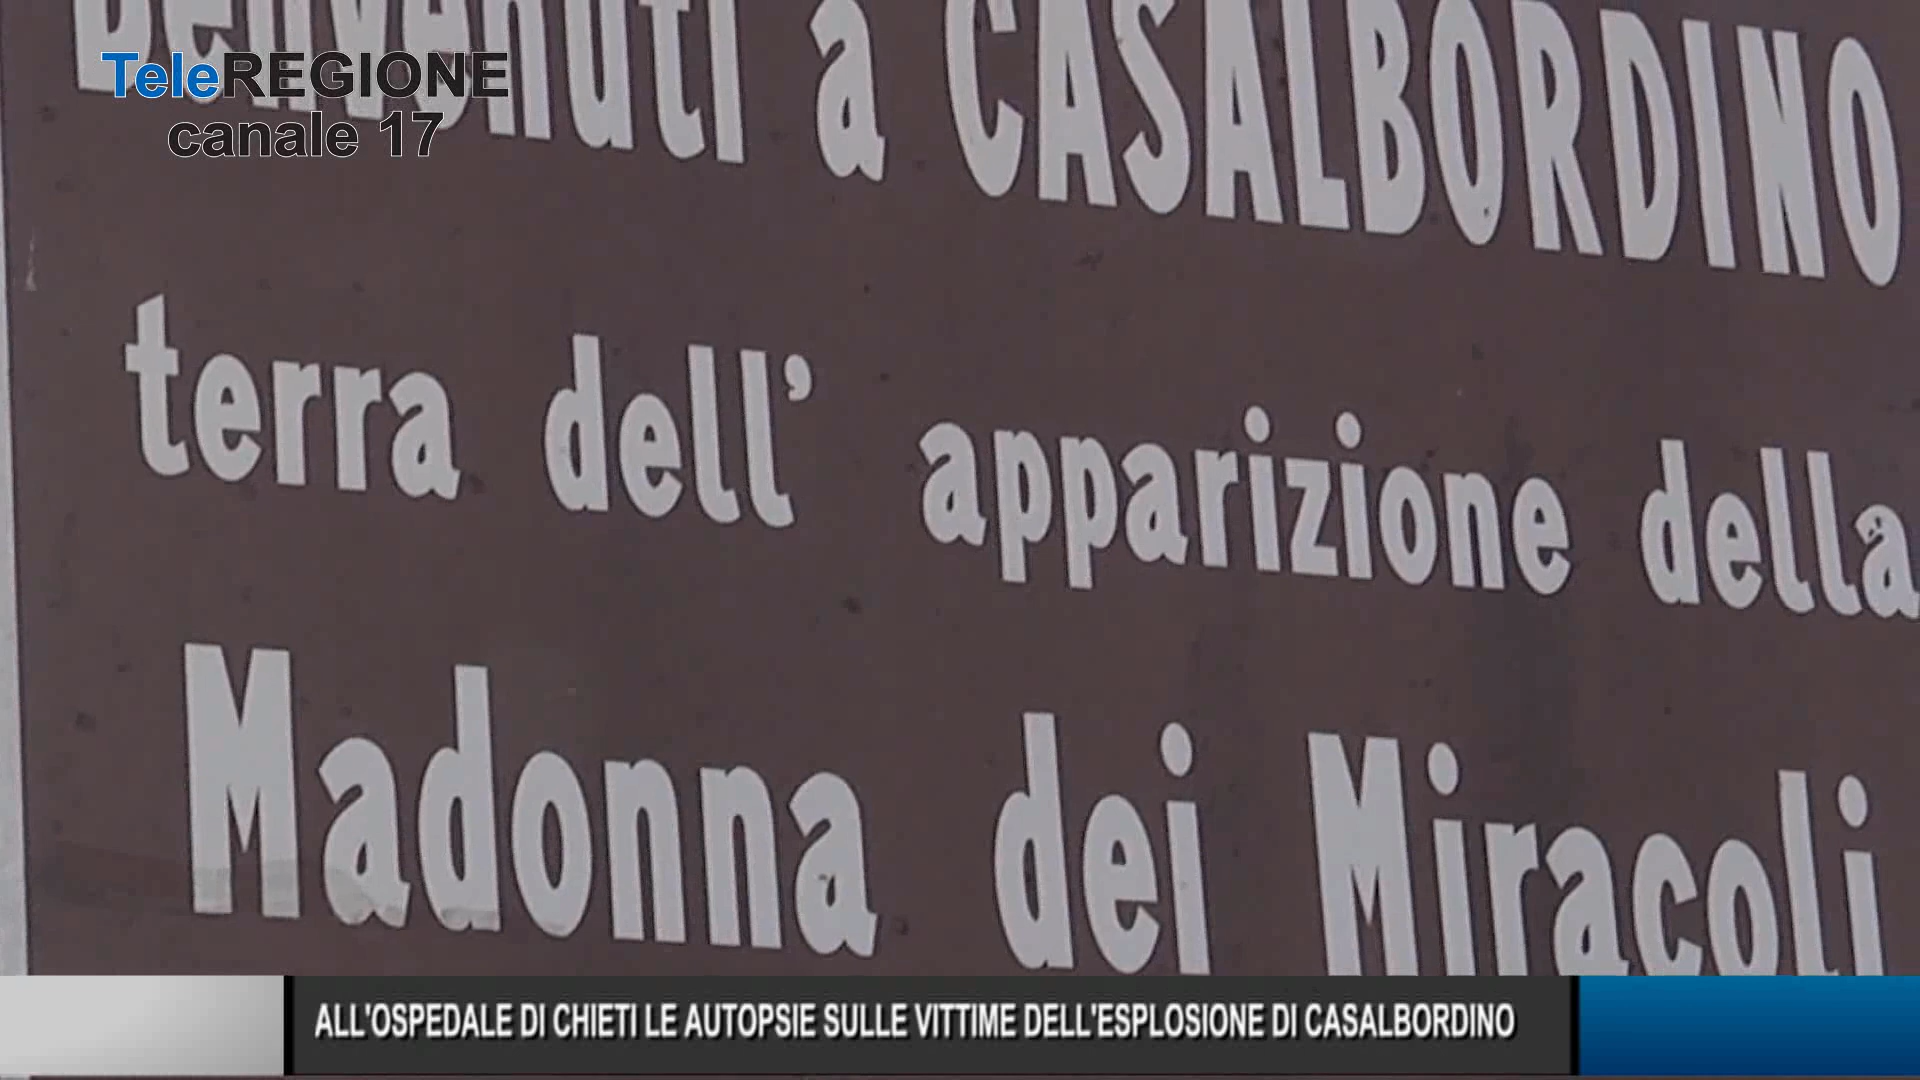 Benvenuti a CASALBORDINO
TeleREGIONE
canale 17
terra dell' apparizione della
Madonna dei Miracoli
ALL'OSPEDALE DI CHIETI LE AUTOPSIE SULLE VITTIME DELL'ESPLOSIONE DI CASALBORDINO